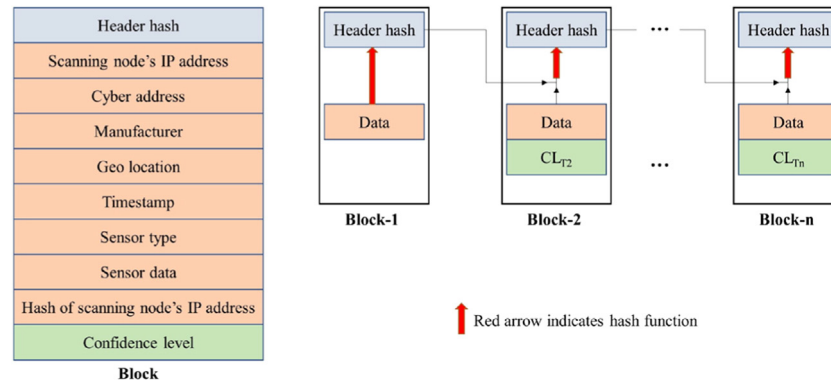 Header hash
Scanning node's IP address
Cyber address
Manufacturer
Geo location
Timestamp
Sensor type
Sensor data
Hash of scanning node's IP address
Confidence level
Block
Header hash
Data
Block-1
Header hash
Data
CLT2
Block-2
...
...
Header hash
Data
CLTn
Block-n
Red arrow indicates hash function